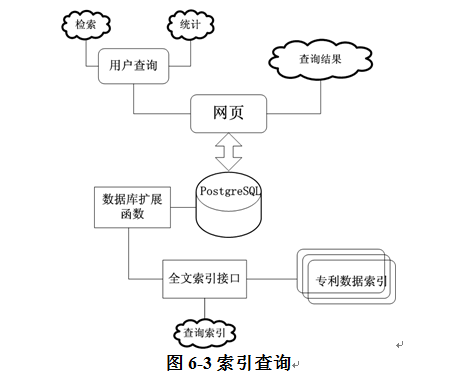 检索
统计
用户查询
查询结果
网页
PostgreSQL
数据库扩展
函数
全文索引接口
专利数据索引
查询索引
图 6-3 索引查询